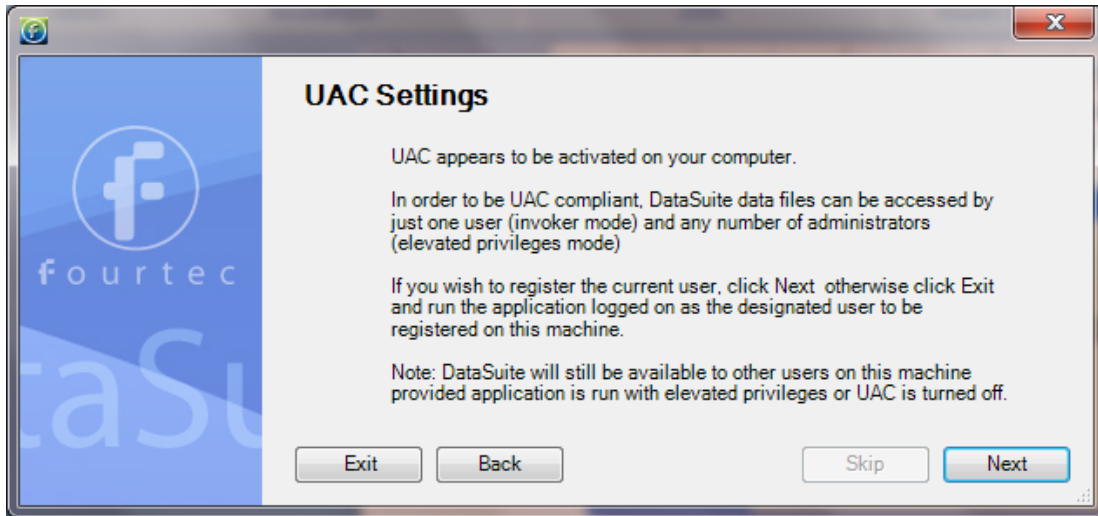 UAC Settings
UAC appears to be activated on your computer.
In order to be UAC compliant, DataSuite data files can be accessed by
just one user (invoker mode) and any number of administrators
(elevated privileges mode)
If you wish to register the current user, click Next otherwise click Exit
and run the application logged on as the designated user to be
registered on this machine.
Note: DataSuite will still be available to other users on this machine
provided application is run with elevated privileges or UAC is turned off.
fourtec
taSu
Exit Back Skip Next